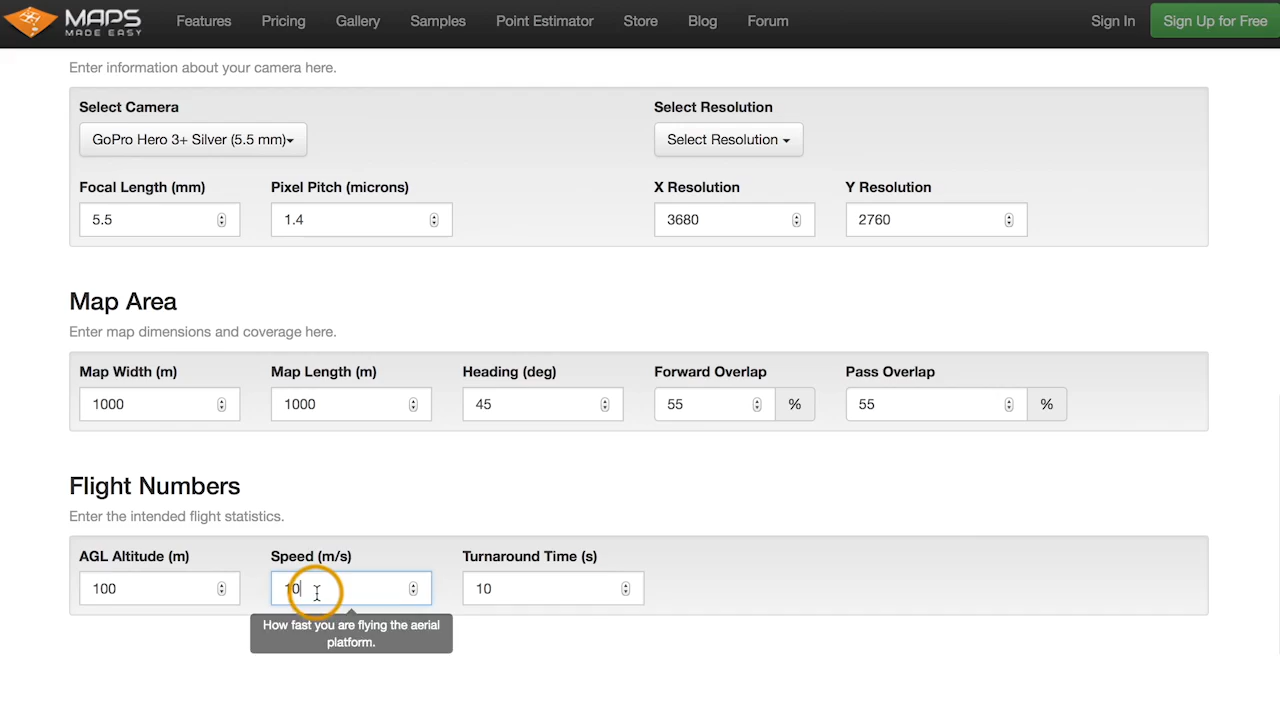 MAPS
MADE EASY
Features Pricing Gallery Samples Point Estimator Store Blog Forum Sign In Sign Up for Free
Enter information about your camera here.
Select Camera Select Resolution
GoPro Hero 3+ Silver (5.5 mm) Select Resolution
Focal Length (mm) Pixel Pitch (microns) X Resolution Y Resolution
5.5 1.4 3680 2760
Map Area
Enter map dimensions and coverage here.
Map Width (m) Map Length (m) Heading (deg) Forward Overlap Pass Overlap
1000 1000 45 55 % 55 %
Flight Numbers
Enter the intended flight statistics.
AGL Altitude (m) Speed (m/s) Turnaround Time (s)
100 10 10
How fast you are flying the aerial
platform.